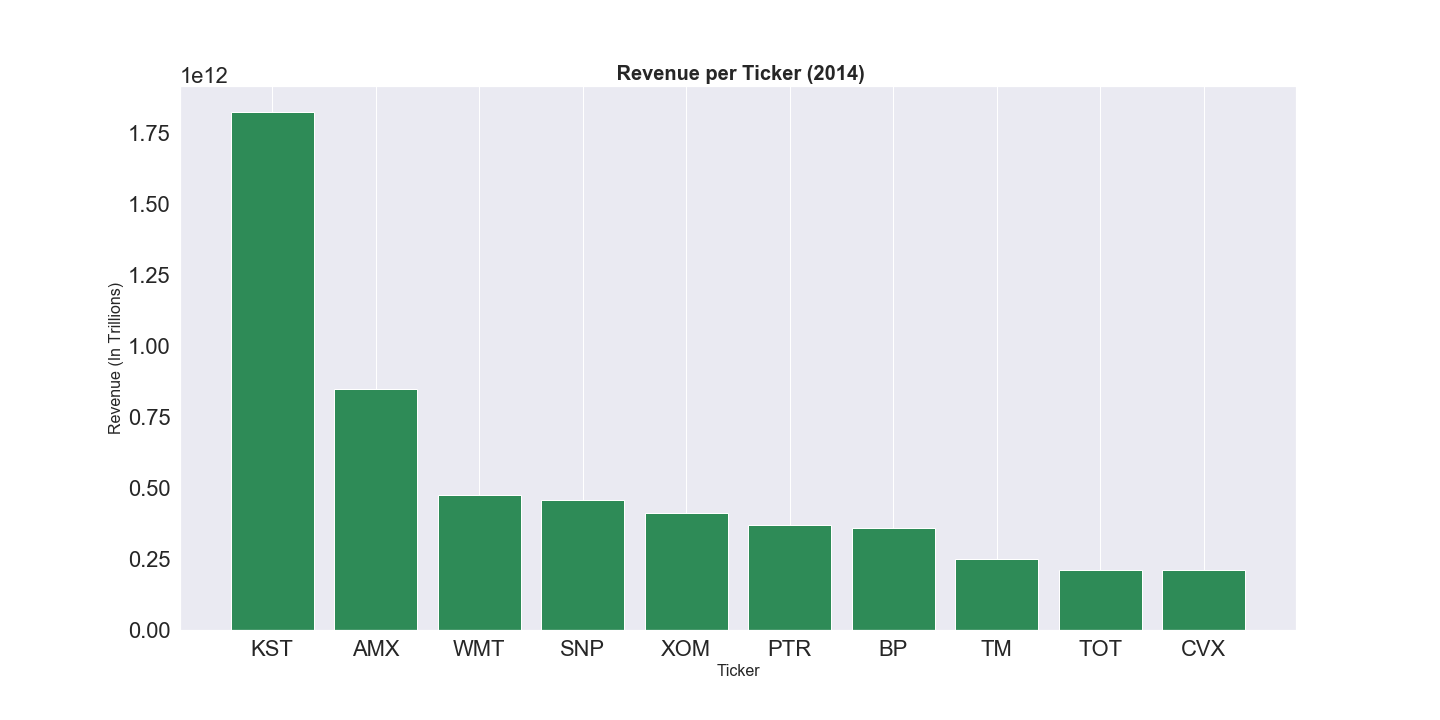 Revenue per Ticker (2014)
1e12
1.75
1.50
1.25
1.00
0.75
0.50
0.25
0.00
Revenue (In Trillions)
KST AMX WMT SNP XOM PTR BP TM TOT CVX
Ticker